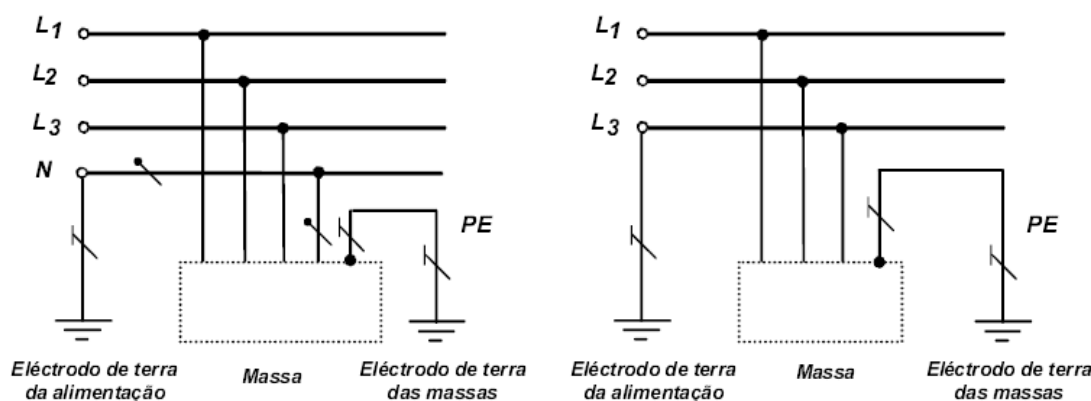 L1
L2
L3
N
PE
Eléctrodo de terra
da alimentação
Massa
Eléctrodo de terra
das massas
L1
L2
L3
PE
Eléctrodo de terra
da alimentação
Massa
Eléctrodo de terra
das massas